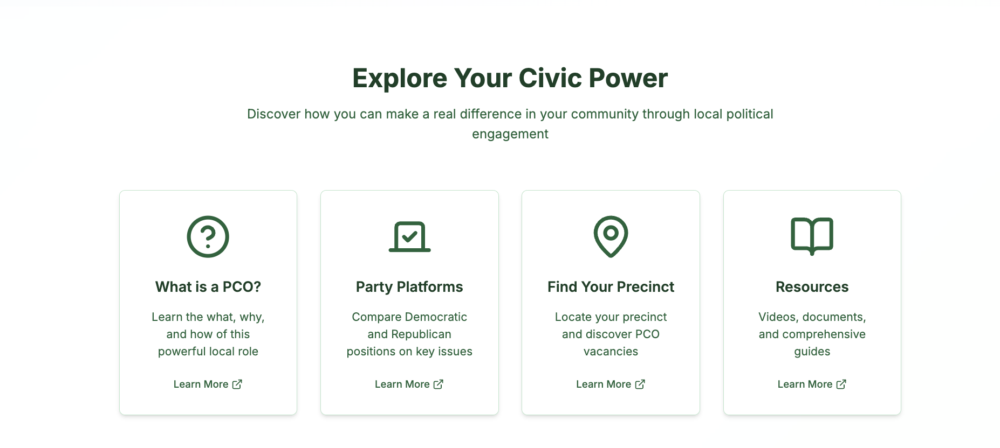 Explore Your Civic Power
Discover how you can make a real difference in your community through local political
engagement
What is a PCO?
Learn the what, why,
and how of this
powerful local role
Learn More
Party Platforms
Compare Democratic
and Republican
positions on key issues
Learn More
Find Your Precinct
Locate your precinct
and discover PCO
vacancies
Learn More
Resources
Videos, documents,
and comprehensive
guides
Learn More